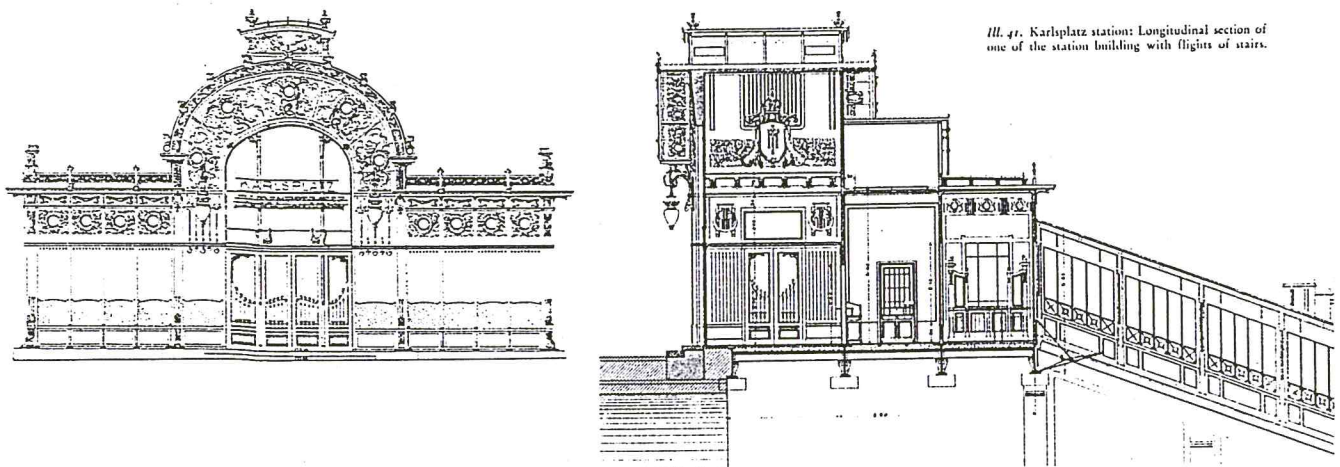 Ill. 41. Karlsplatz station: Longitudinal section of
one of the station building with flights of stairs.
KARLSPLATZ